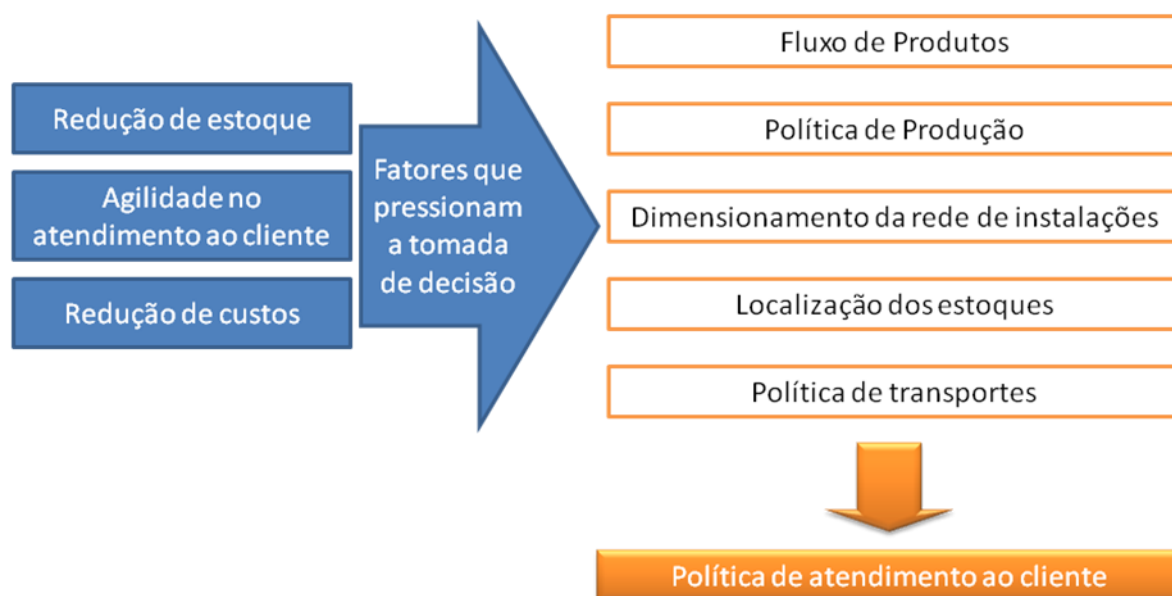 Redução de estoque
Agilidade no
atendimento ao cliente
Redução de custos
Fatores que
pressionam
a tomada
de decisão
Fluxo de Produtos
Política de Produção
Dimensionamento da rede de instalações
Localização dos estoques
Política de transportes
Política de atendimento ao cliente